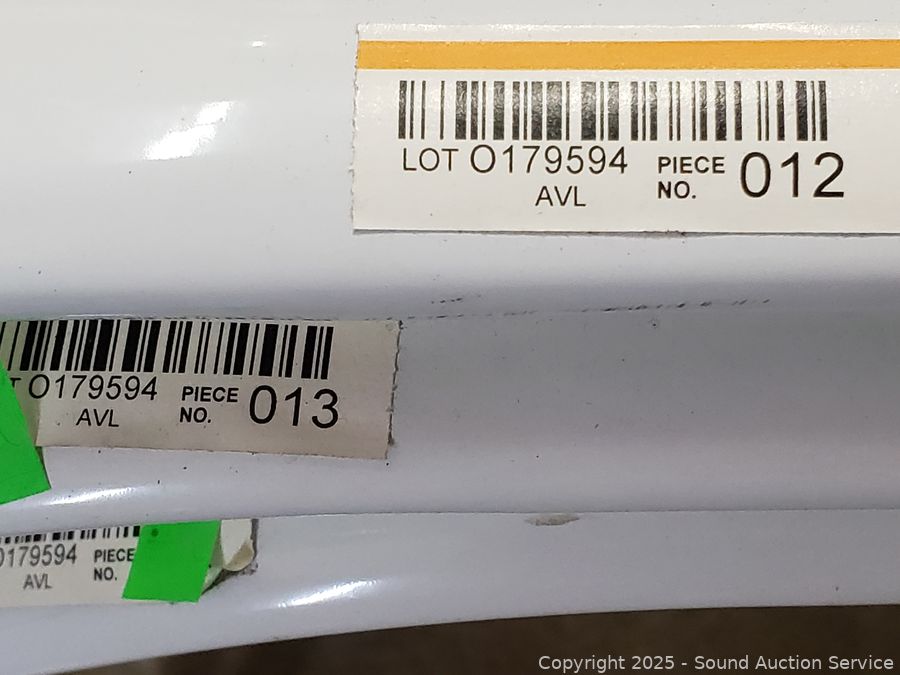 LOT O179594 PIECE NO. 012
AVL
T O179594 PIECE NO. 013
AVL
O179594 PIECE NO.
AVL
Copyright © 2025 - Sound Auction Service